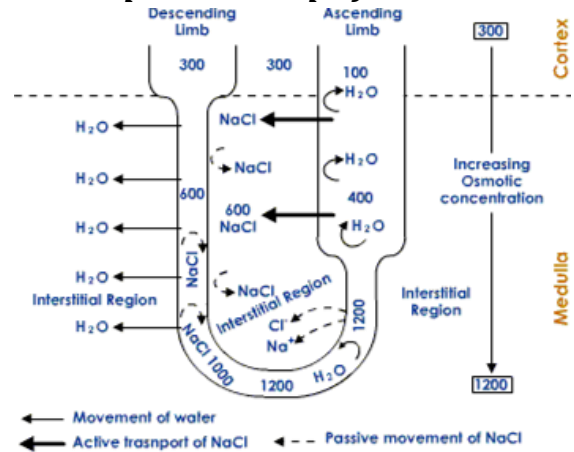 Descending
Limb
Ascending
Limb
300
Cortex
300
300
100
H₂O
H₂O
NaCl
H₂O
NaCl
H₂O
Increasing
Osmotic
concentration
600
400
600
NaCl
H₂O
H₂O
NaCl
H₂O
Interstitial Region
NaCl
Interstitial Region
Interstitial
Region
Medulla
H₂O
Cl⁻
Na⁺
1200
NaCl 1000
1200
H₂O
1200
Movement of water
Active trasnport of NaCl
Passive movement of NaCl